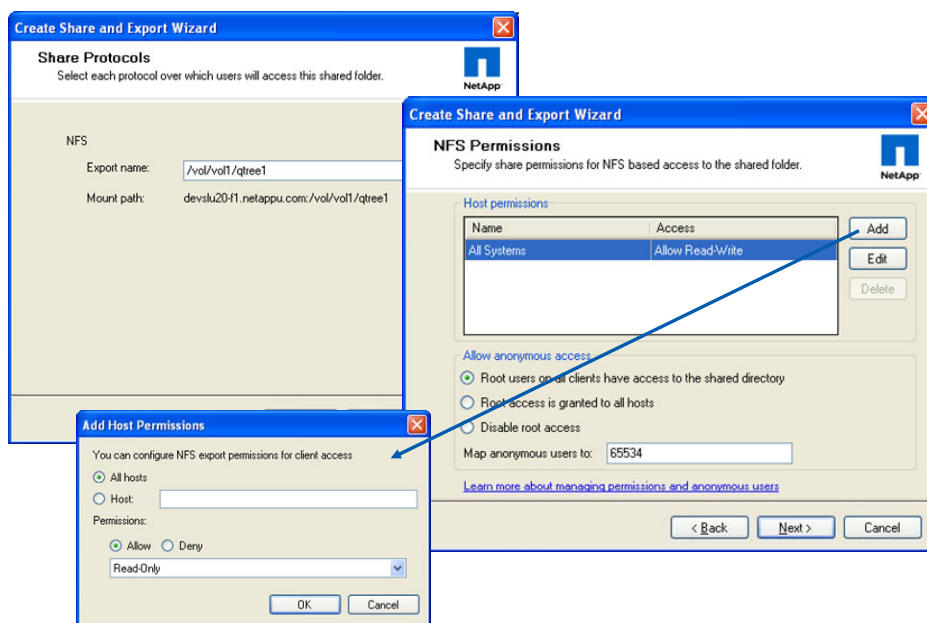 Create Share and Export Wizard
Share Protocols
Select each protocol over which users will access this shared folder.
NetApp
NFS
Export name:
/vol/vol1/qtree1
Mount path:
devslu20-f1.netappu.com:/vol/vol1/qtree1
Create Share and Export Wizard
NFS Permissions
Specify share permissions for NFS based access to the shared folder.
NetApp
Host permissions
Name Access
All Systems Allow Read-Write
Add
Edit
Delete
Allow anonymous access
Root users on all clients have access to the shared directory
Root access is granted to all hosts
Disable root access
Map anonymous users to: 65534
Learn more about managing permissions and anonymous users
< Back Next > Cancel
Add Host Permissions
You can configure NFS export permissions for client access
All hosts
Host:
Permissions:
Allow Deny
Read-Only
OK Cancel